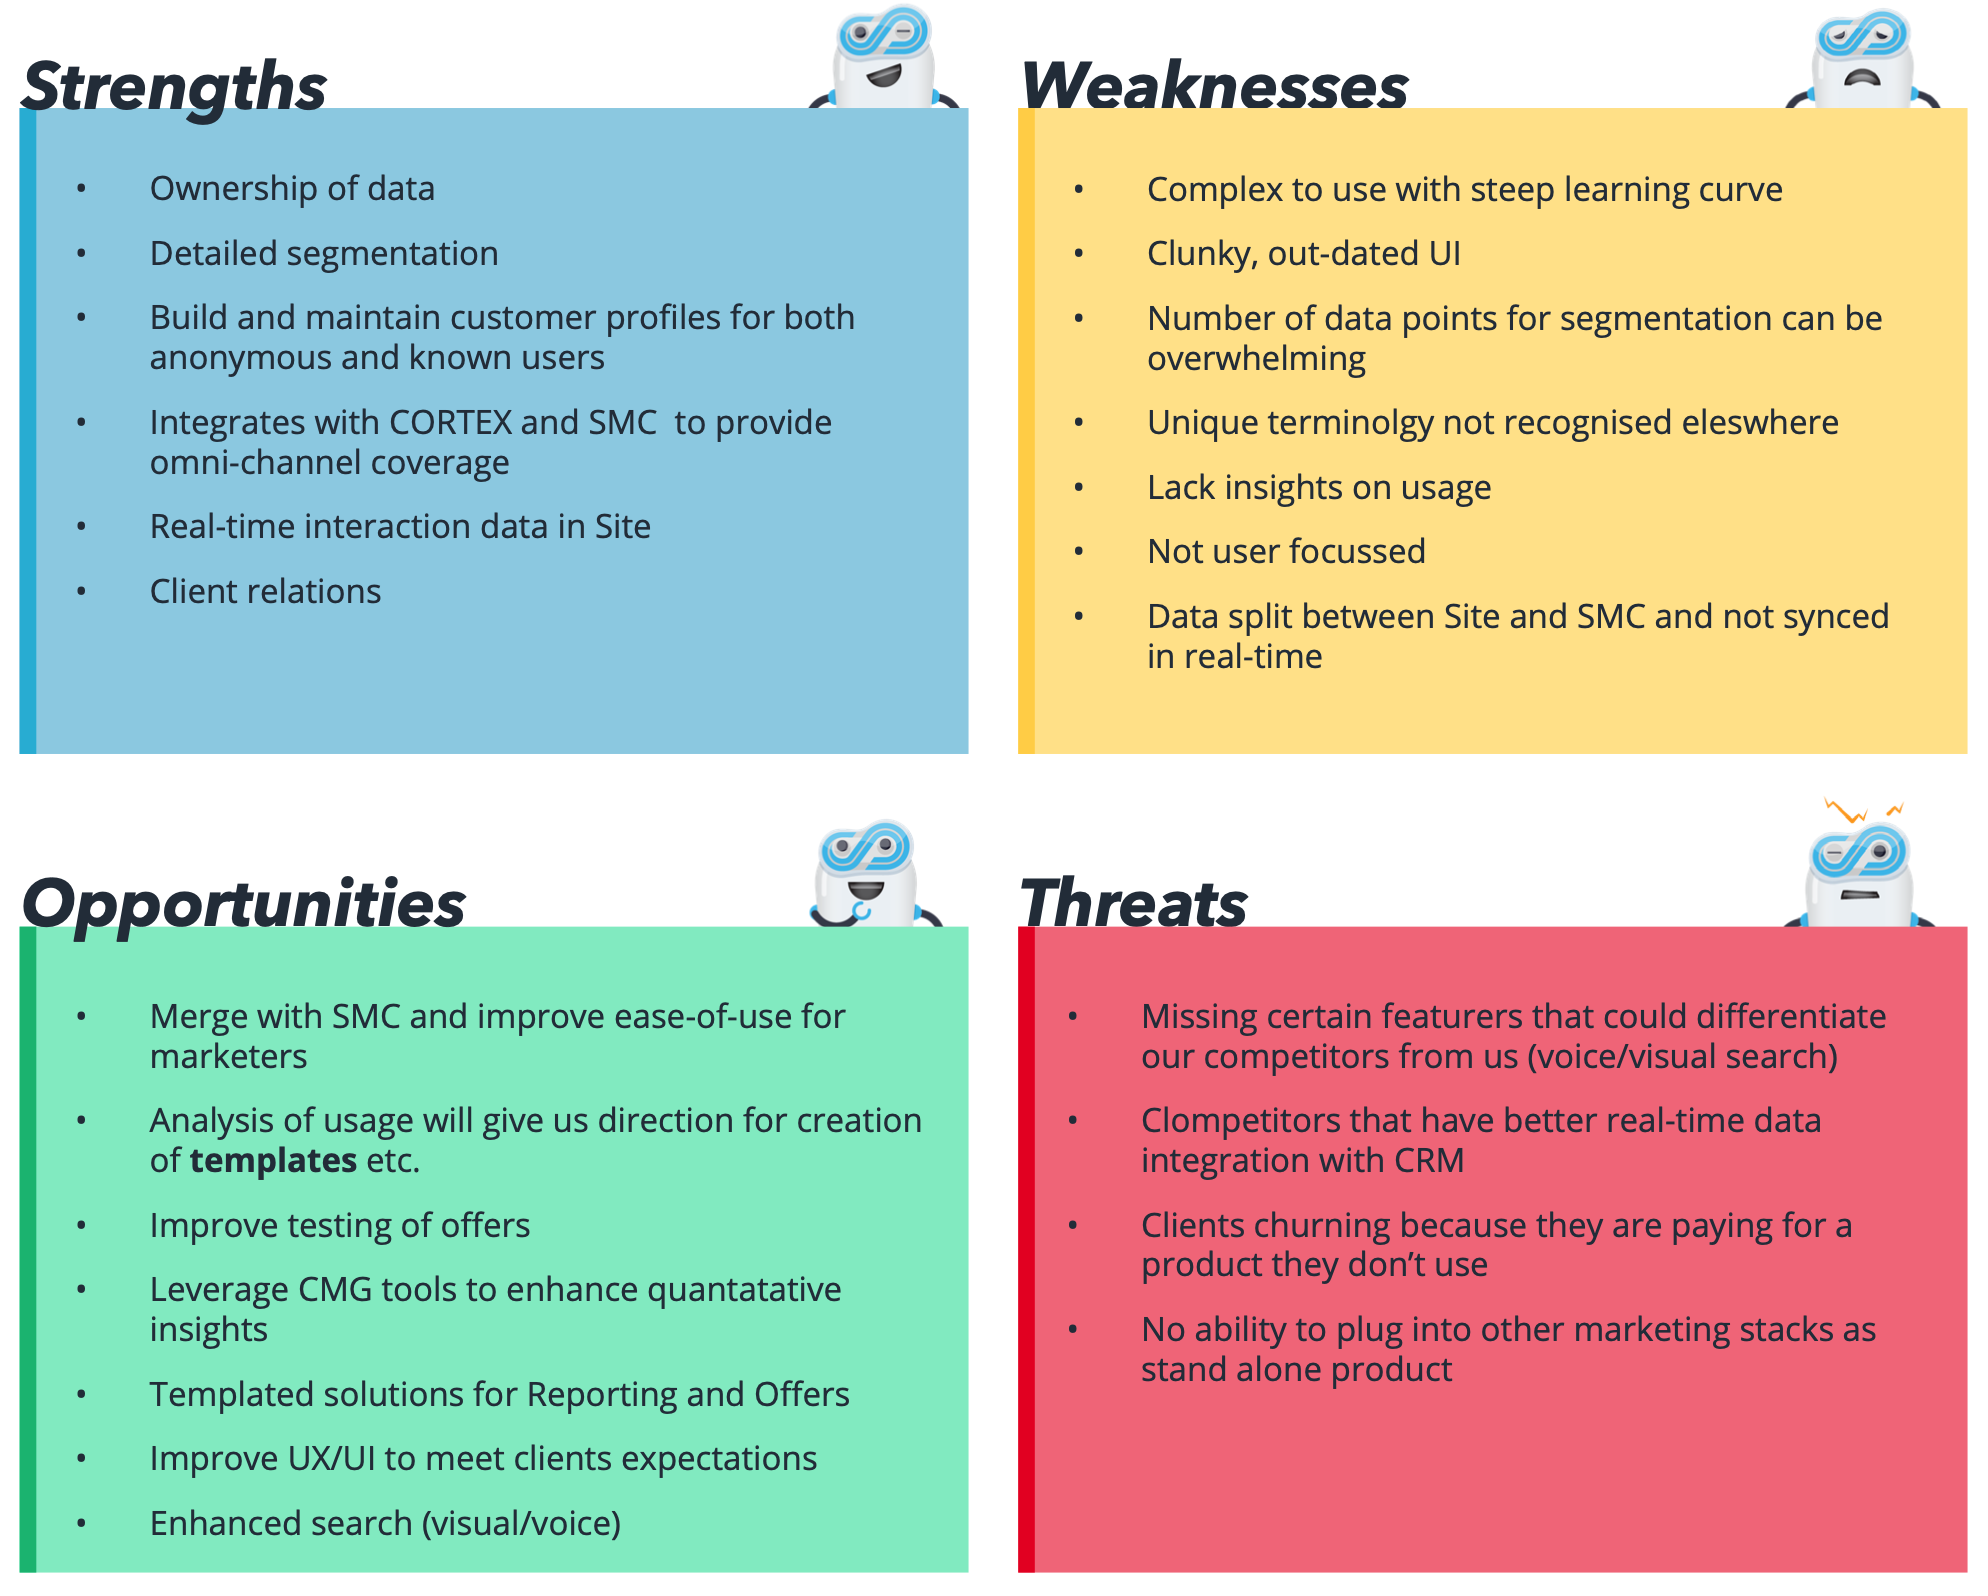 Strengths
• Ownership of data
• Detailed segmentation
• Build and maintain customer profiles for both
anonymous and known users
• Integrates with CORTEX and SMC  to provide
omni-channel coverage
• Real-time interaction data in Site
• Client relations
Weaknesses
• Complex to use with steep learning curve
• Clunky, out-dated UI
• Number of data points for segmentation can be
overwhelming
• Unique terminolgy not recognised eleswhere
• Lack insights on usage
• Not user focussed
• Data split between Site and SMC and not synced
in real-time
Opportunities
• Merge with SMC and improve ease-of-use for
marketers
• Analysis of usage will give us direction for creation
of templates etc.
• Improve testing of offers
• Leverage CMG tools to enhance quantatative
insights
• Templated solutions for Reporting and Offers
• Improve UX/UI to meet clients expectations
• Enhanced search (visual/voice)
Threats
• Missing certain featurers that could differentiate
our competitors from us (voice/visual search)
• Clompetitors that have better real-time data
integration with CRM
• Clients churning because they are paying for a
product they don’t use
• No ability to plug into other marketing stacks as
stand alone product